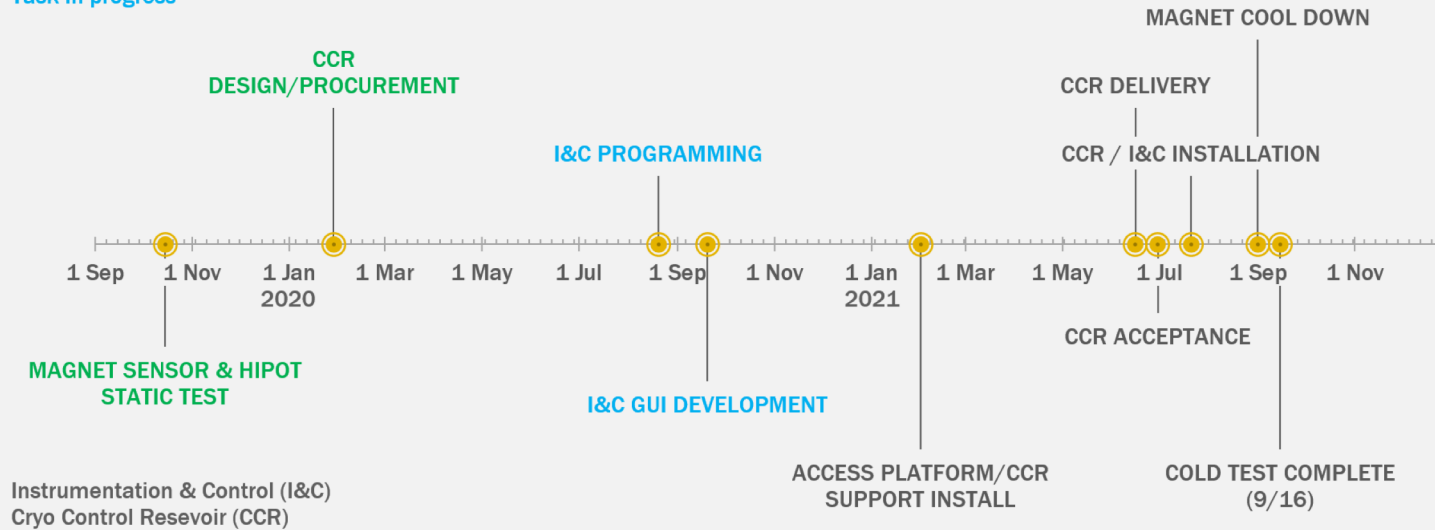 Task in progress
MAGNET COOL DOWN
CCR
DESIGN/PROCUREMENT
CCR DELIVERY
I&C PROGRAMMING
CCR / I&C INSTALLATION
1 Sep
1 Nov
1 Jan
2020
1 Mar
1 May
1 Jul
1 Sep
1 Nov
1 Jan
2021
1 Mar
1 May
1 Jul
1 Sep
1 Nov
CCR ACCEPTANCE
MAGNET SENSOR & HIPOT
STATIC TEST
I&C GUI DEVELOPMENT
ACCESS PLATFORM/CCR
SUPPORT INSTALL
COLD TEST COMPLETE
(9/16)
Instrumentation & Control (I&C)
Cryo Control Resevoir (CCR)